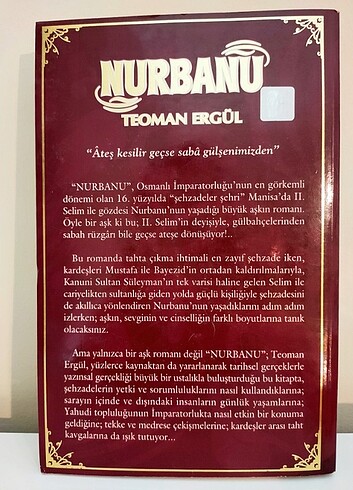 NURBANU
TEOMAN ERGÜL
“Âteş kesilir geçse sabâ gülşenimizden”
“NURBANU”, Osmanlı İmparatorluğu’nun en görkemli
dönemi olan 16. yüzyılda “şehzadeler şehri” Manisa’da II.
Selim ile gözdesi Nurbanu’nun yaşadığı büyük aşkın romanı.
Öyle bir aşk ki bu; II. Selim’in deyişiyle, gülbahçelerinden
sabah rüzgârı bile geçse ateşe dönüşüyor!..
Bu romanda tahta çıkma ihtimali en zayıf şehzade iken,
kardeşleri Mustafa ile Bayezid’in ortadan kaldırılmalarıyla,
Kanuni Sultan Süleyman’ın tek varisi haline gelen Selim ile
cariyelikten sultanlığa giden yolda güçlü kişiliğiyle şehzadesini
de akıllıca yönlendiren Nurbanu’nun yaşadıklarını adım adım
izlerken; aşkın, sevginin ve cinselliğin farklı boyutlarına tanık
olacaksınız.
Ama yalnızca bir aşk romanı değil “NURBANU”; Teoman
Ergül, yüzlerce kaynaktan da yararlanarak tarihsel gerçeklerle
yazınsal gerçekliği büyük bir ustalıkla buluşturduğu bu kitapta,
şehzadelerin yetki ve sorumluluklarını nasıl kullandıklarına;
sarayın içinde ve dışındaki insanların günlük yaşamlarına;
Yahudi topluluğunun İmparatorlukta nasıl etkin bir konuma
geldiğine; tekke ve medrese çekişmelerine; kardeşler arası taht
kavgalarına da ışık tutuyor...